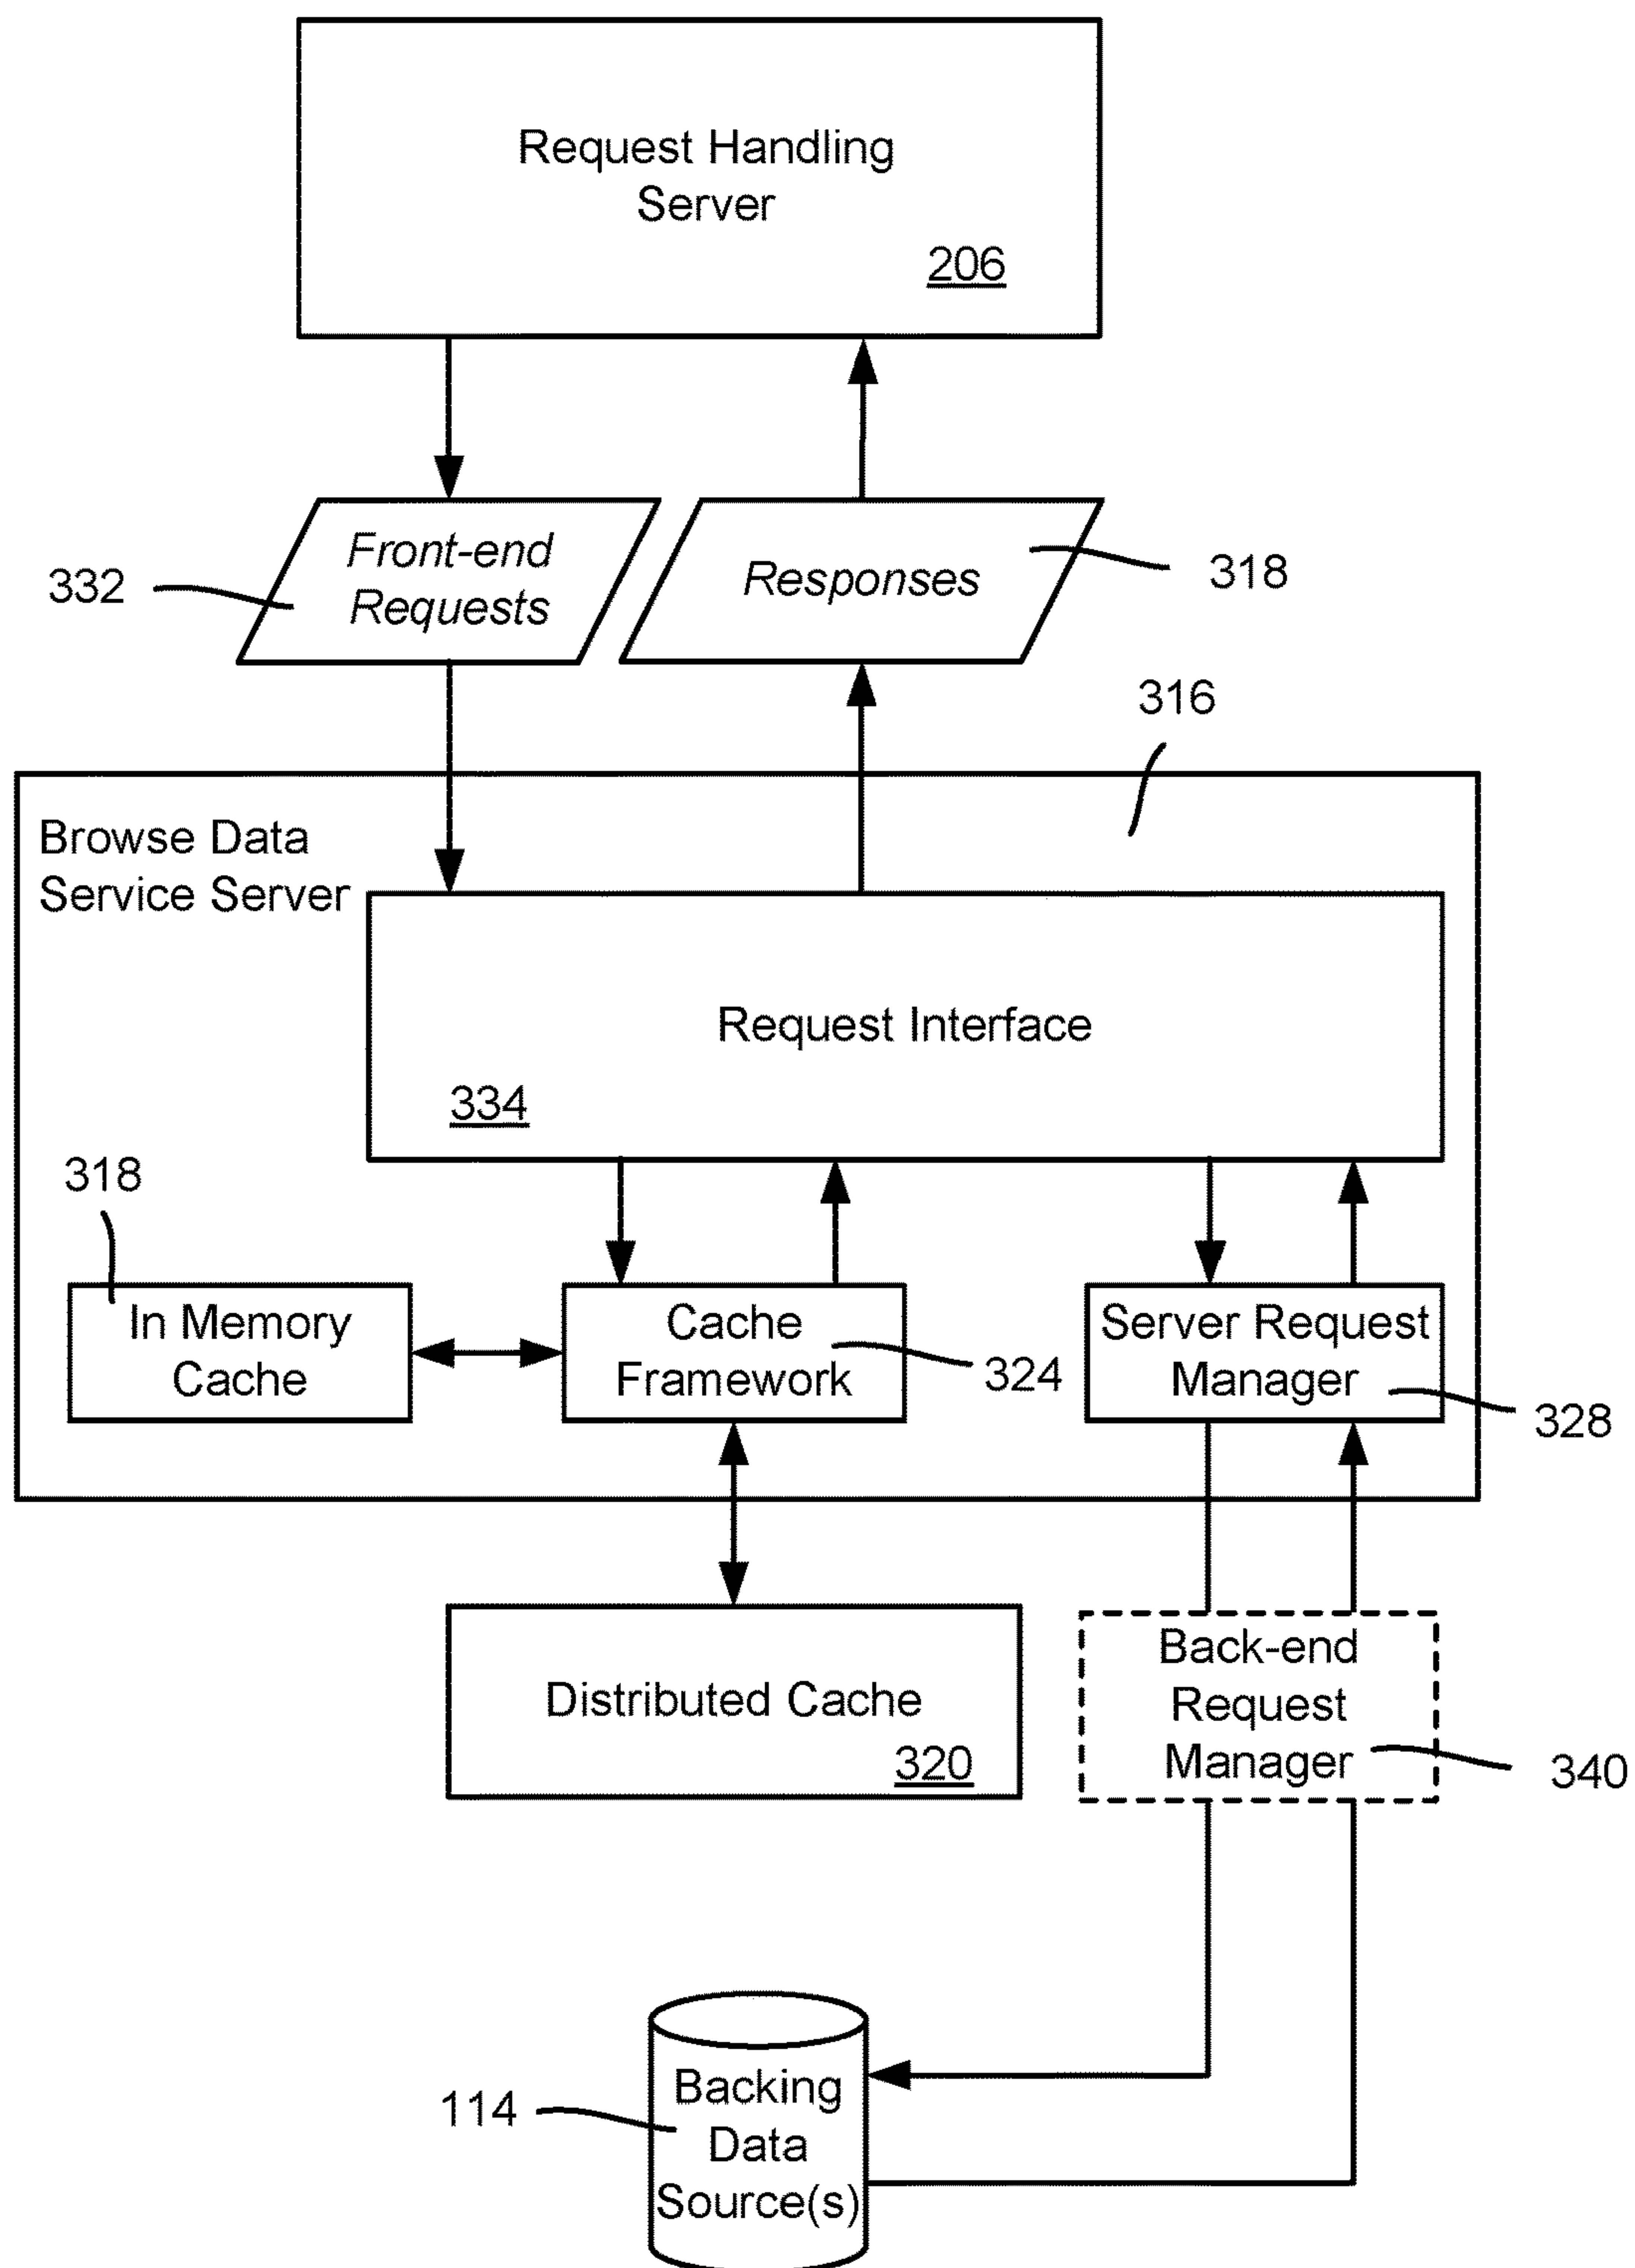 Request Handling
Server
206
Front-end
Requests
332
Responses
318
316
Browse Data
Service Server
Request Interface
334
318
In Memory
Cache
Cache
Framework
324
Server Request
Manager
328
Distributed Cache
320
Back-end
Request
Manager
340
114
Backing
Data
Source(s)